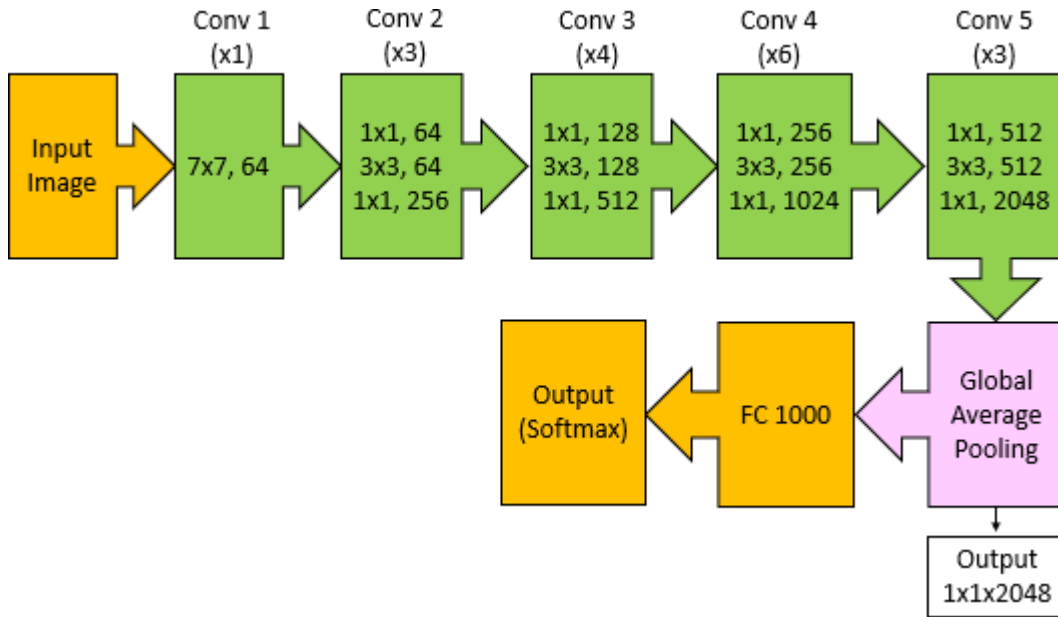 Conv 1
(x1)
Conv 2
(x3)
Conv 3
(x4)
Conv 4
(x6)
Conv 5
(x3)
Input
Image
7x7, 64
1x1, 64
3x3, 64
1x1, 256
1x1, 128
3x3, 128
1x1, 512
1x1, 256
3x3, 256
1x1, 1024
1x1, 512
3x3, 512
1x1, 2048
Global
Average
Pooling
FC 1000
Output
(Softmax)
Output
1x1x2048